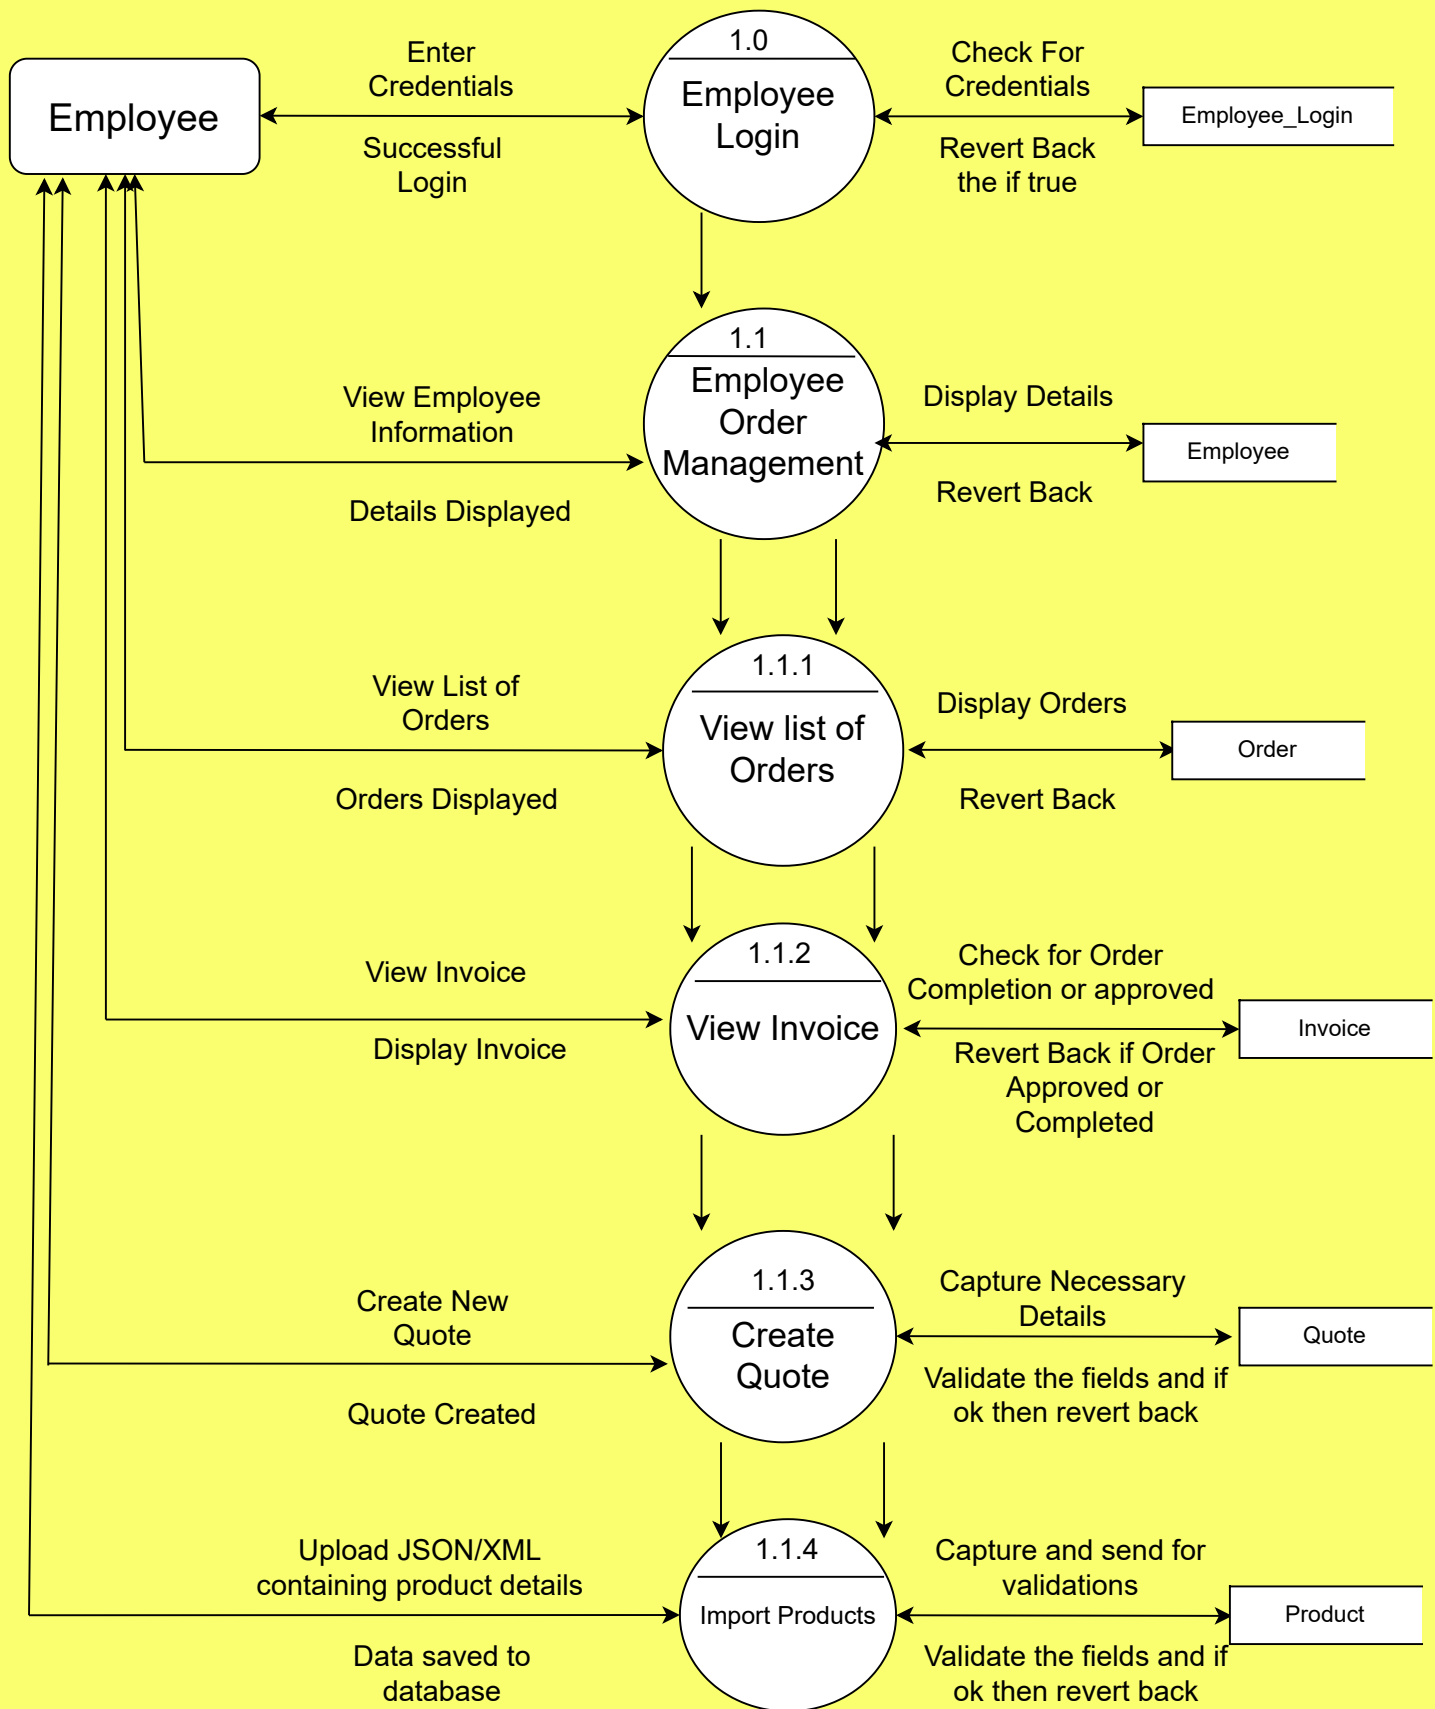 Employee
Enter
Credentials
Successful
Login
1.0
Employee
Login
Check For
Credentials
Revert Back
the if true
Employee_Login
View Employee
Information
Details Displayed
1.1
Employee
Order
Management
Display Details
Revert Back
Employee
View List of
Orders
Orders Displayed
1.1.1
View list of
Orders
Display Orders
Revert Back
Order
View Invoice
Display Invoice
1.1.2
View Invoice
Check for Order
Completion or approved
Revert Back if Order
Approved or
Completed
Invoice
Create New
Quote
Quote Created
1.1.3
Create
Quote
Capture Necessary
Details
Validate the fields and if
ok then revert back
Quote
Upload JSON/XML
containing product details
Data saved to
database
1.1.4
Import Products
Capture and send for
validations
Validate the fields and if
ok then revert back
Product